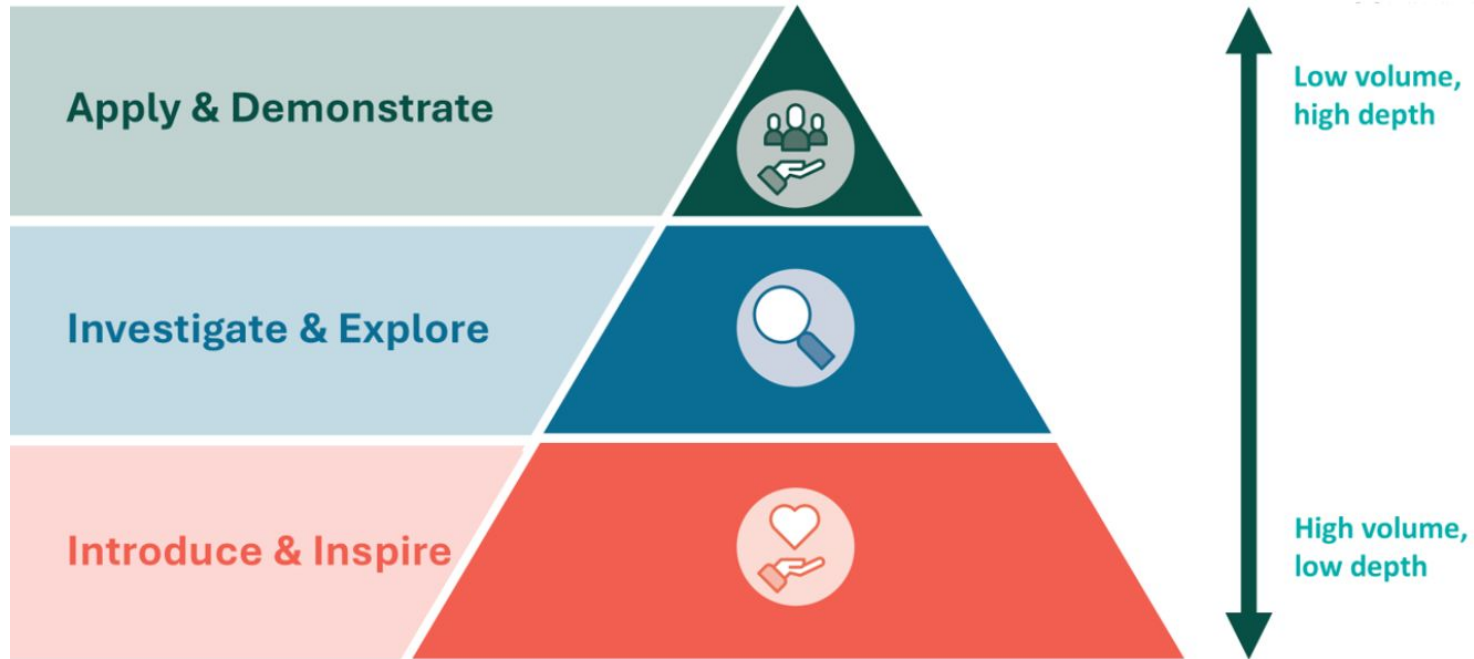 Apply & Demonstrate
Low volume,
high depth
Investigate & Explore
Introduce & Inspire
High volume,
low depth